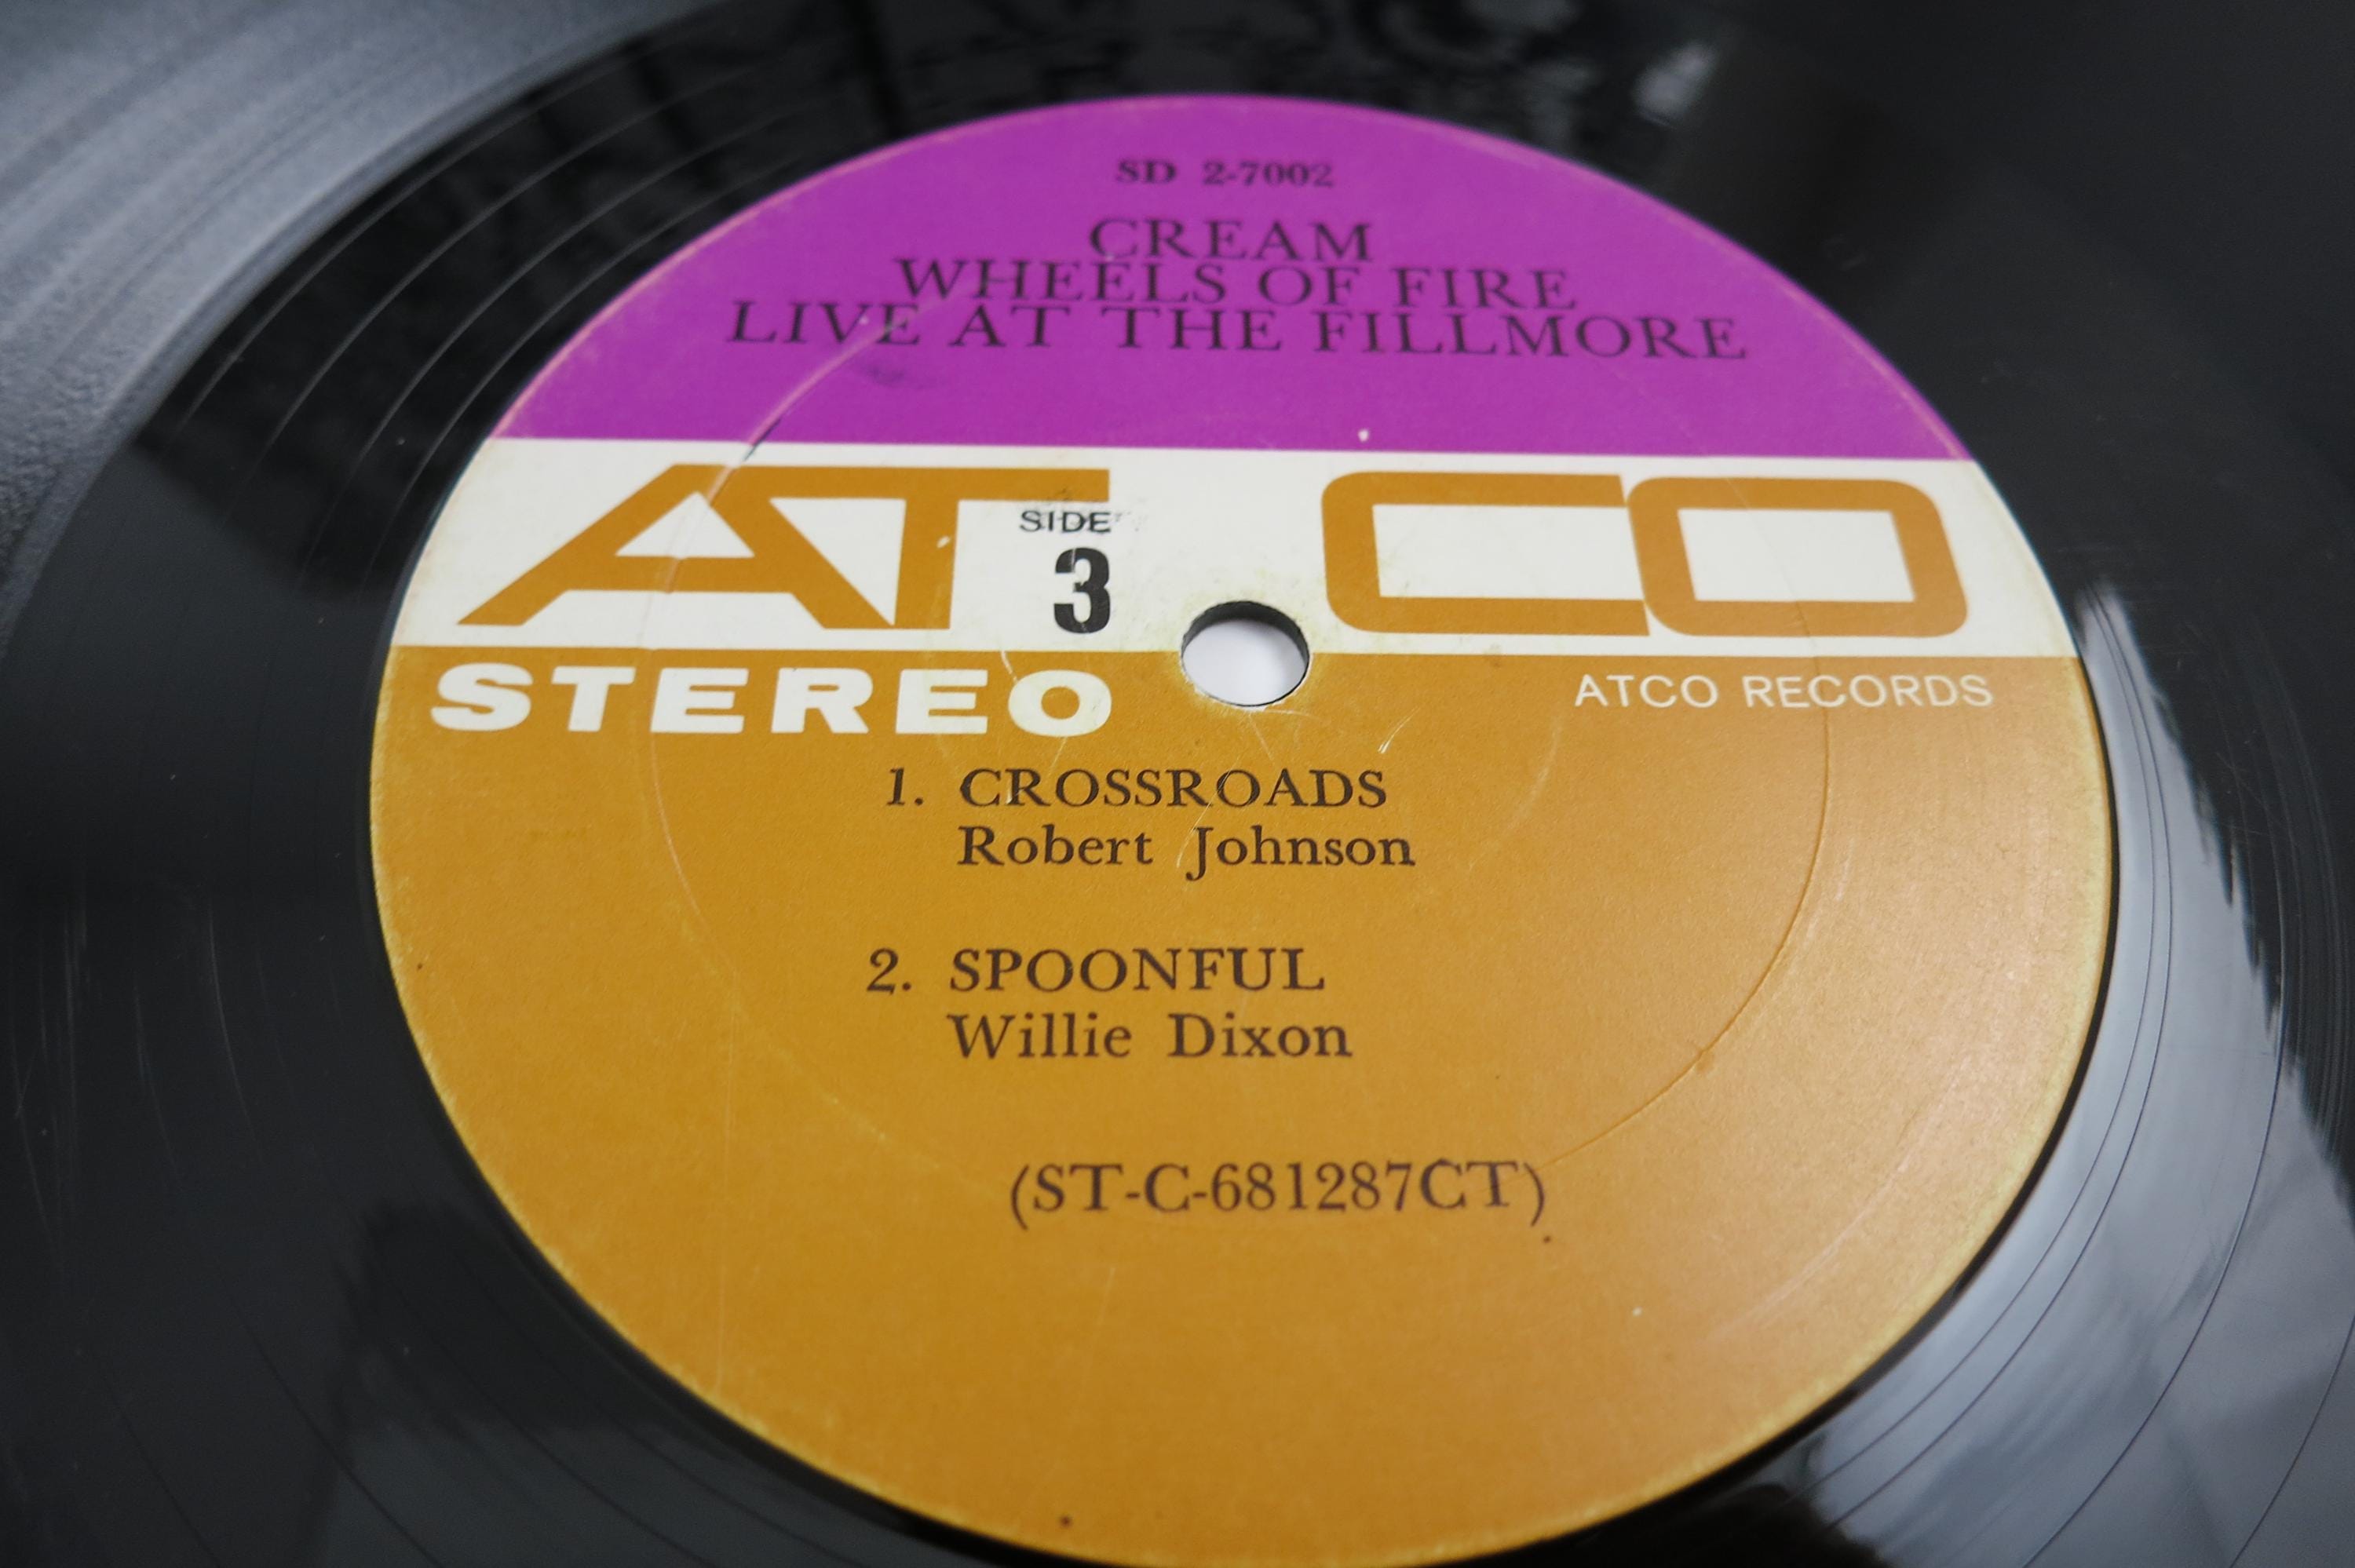 SD 2-7002
CREAM
WHEELS OF FIRE
LIVE AT THE FILLMORE
ATCO
SIDE
3
STEREO
ATCO RECORDS
1. CROSSROADS
Robert Johnson
2. SPOONFUL
Willie Dixon
(ST-C-681287CT)